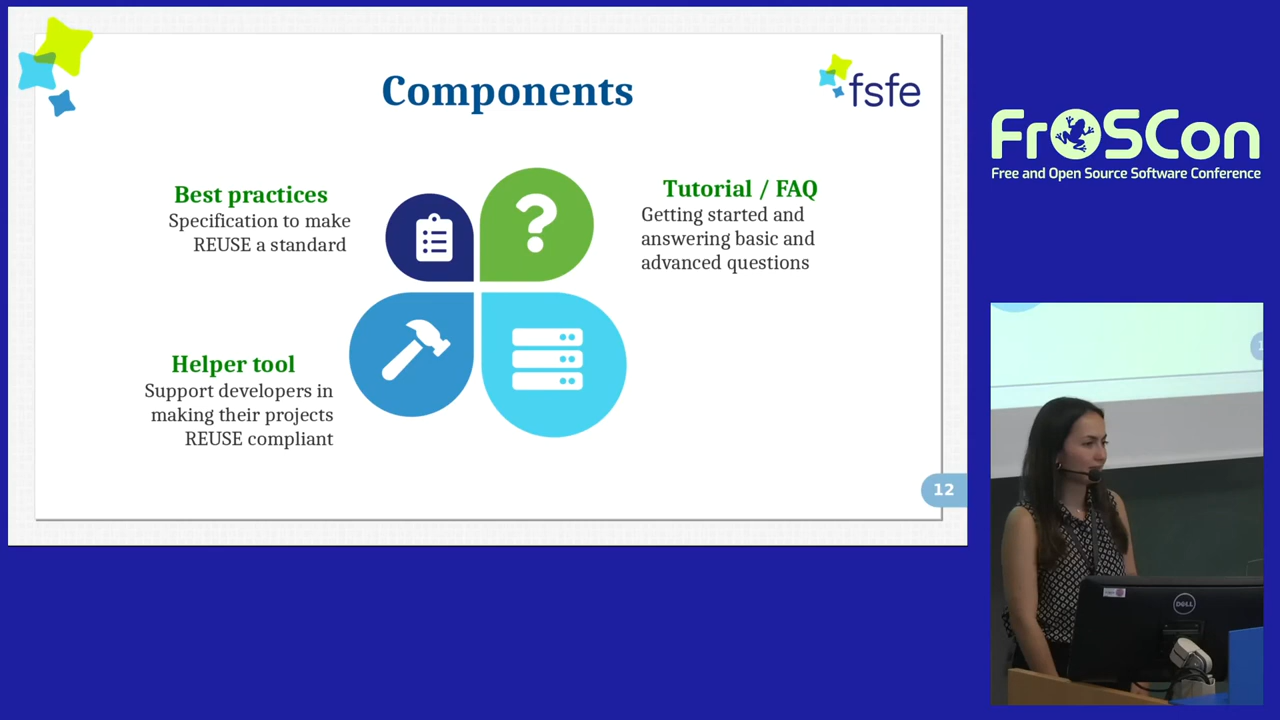 Components
fsfe
Best practices
Specification to make
REUSE a standard
Tutorial / FAQ
Getting started and
answering basic and
advanced questions
Helper tool
Support developers in
making their projects
REUSE compliant
12
FrOSCon
Free and Open Source Software Conference
DELL